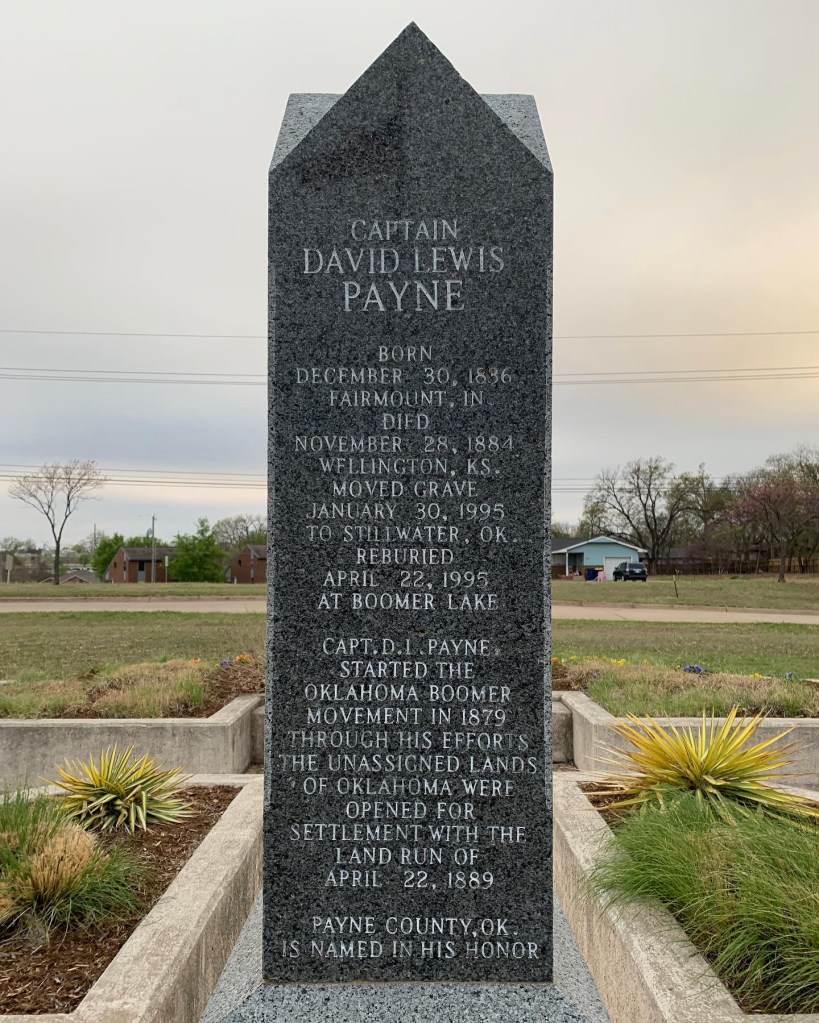 CAPTAIN
DAVID LEWIS
PAYNE
BORN
DECEMBER 30, 1836
FAIRMOUNT, IN
DIED
NOVEMBER 28, 1884
WELLINGTON, KS.
MOVED GRAVE
JANUARY 30, 1995
TO STILLWATER, OK.
REBURIED
APRIL 22, 1995
AT BOOMER LAKE
CAPT. D. L. PAYNE
STARTED THE
OKLAHOMA BOOMER
MOVEMENT IN 1879
THROUGH HIS EFFORTS
THE UNASSIGNED LANDS
OF OKLAHOMA WERE
OPENED FOR
SETTLEMENT WITH THE
LAND RUN OF
APRIL 22, 1889
PAYNE COUNTY, OK.
IS NAMED IN HIS HONOR